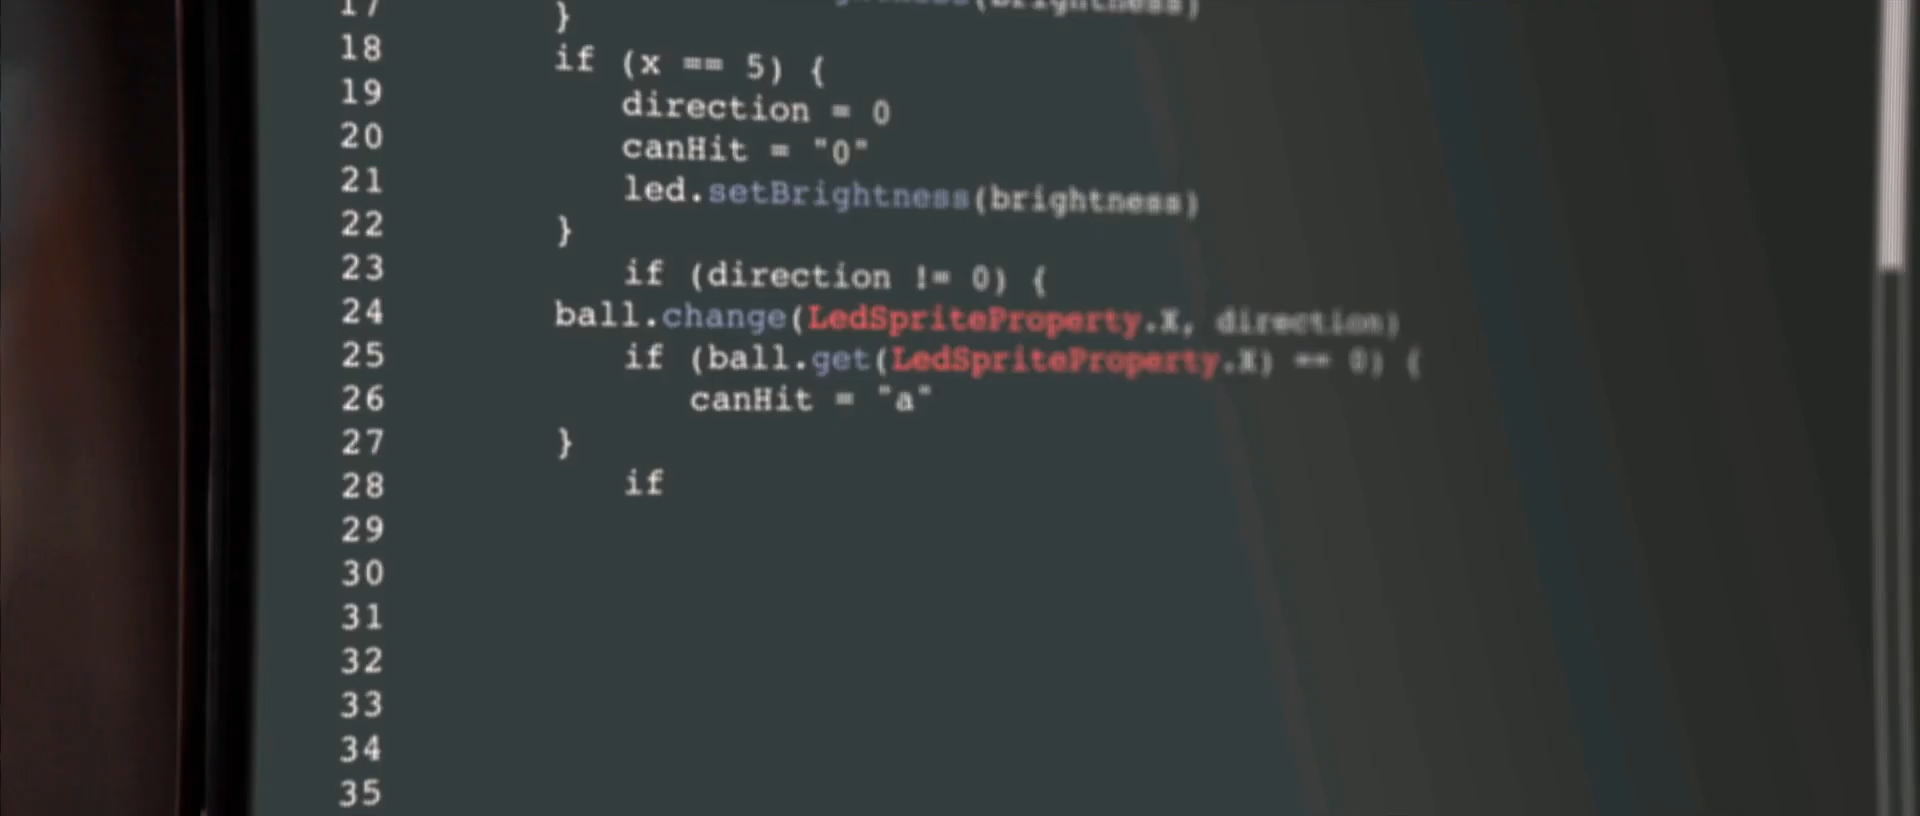 17 }
18 if (x == 5) {
19 direction = 0
20 canHit = "0"
21 led.setBrightness(brightness)
22 }
23 if (direction != 0) {
24 ball.change(LedSpriteProperty.X, direction)
25 if (ball.get(LedSpriteProperty.X) == 0) {
26 canHit = "a"
27 }
28 if
29
30
31
32
33
34
35